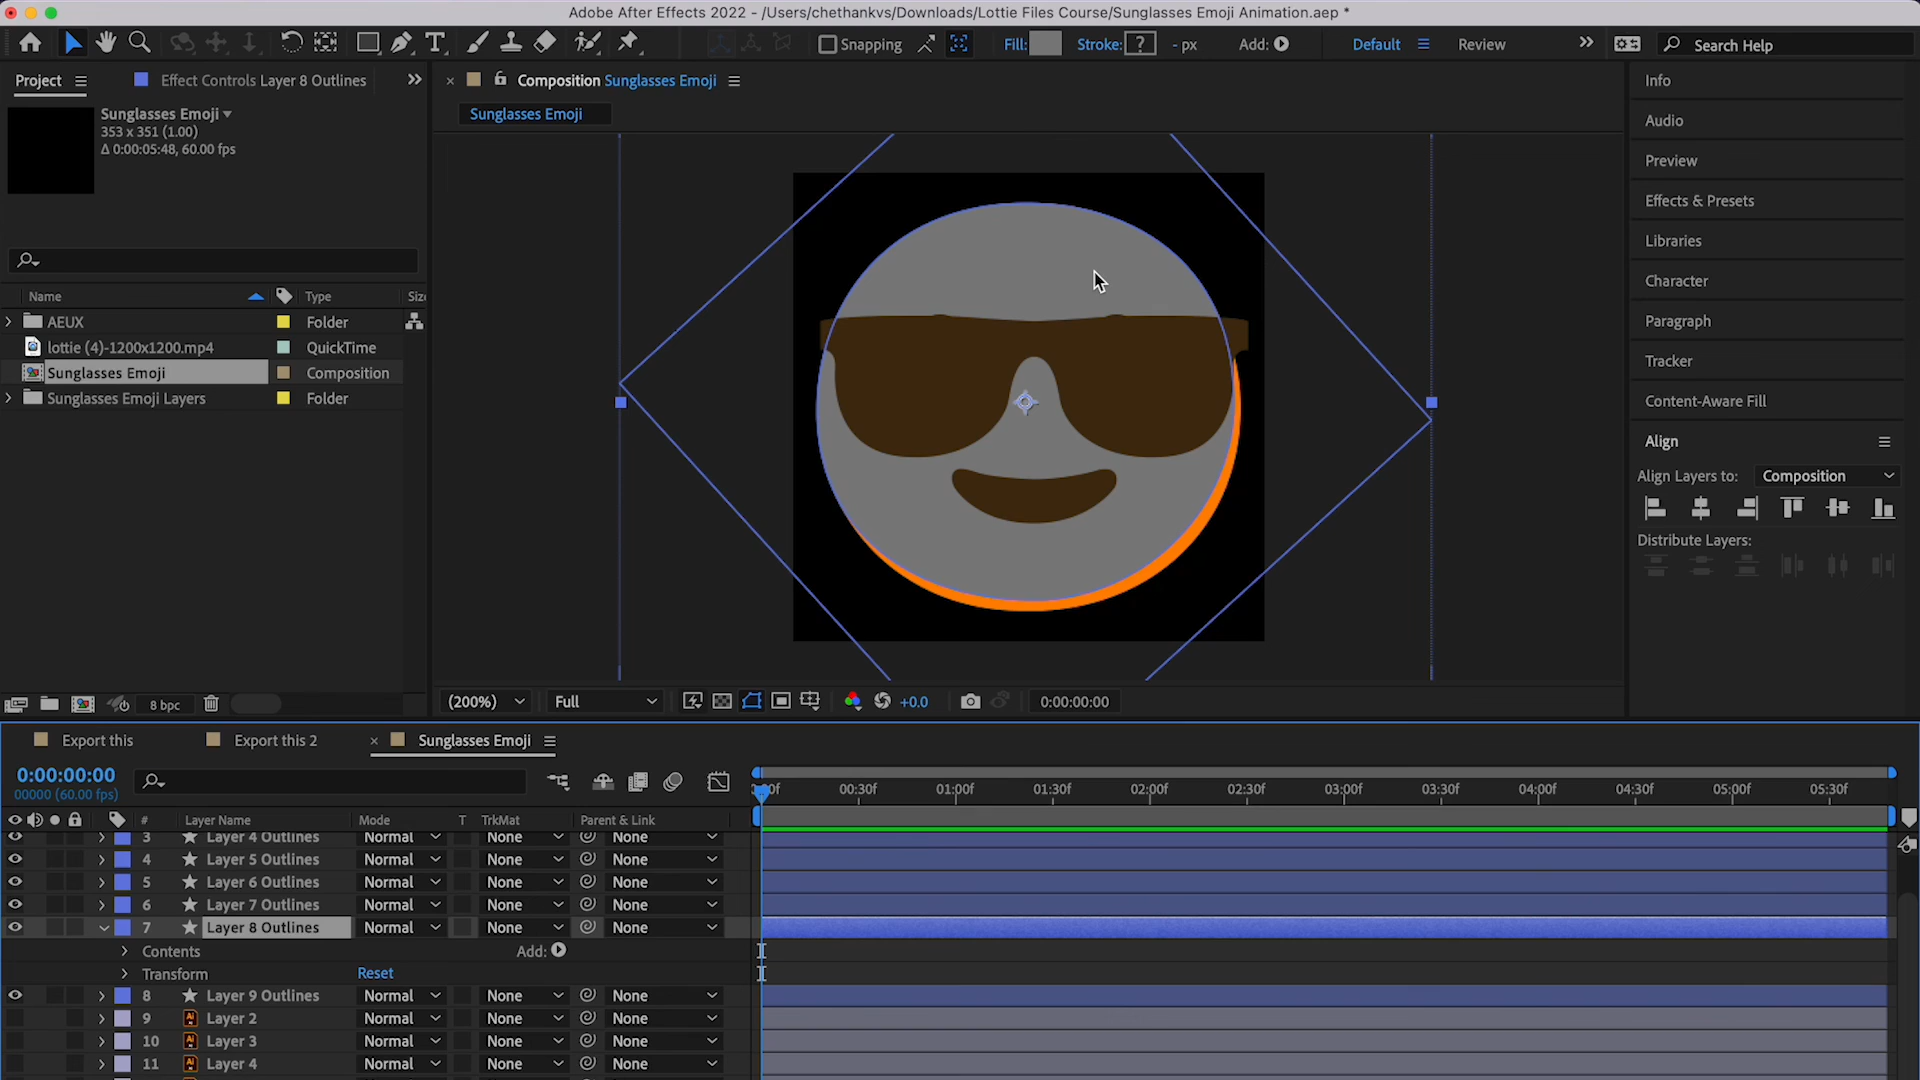 Adobe After Effects 2022 - /Users/chethankvs/Downloads/Lottie Files Course/Sunglasses Emoji Animation.aep *
Snapping
Fill:
Stroke: ? - px
Add:
Default
Review
Search Help
Project
Effect Controls Layer 8 Outlines
Composition Sunglasses Emoji
Sunglasses Emoji
Sunglasses Emoji
353 x 351 (1.00)
Δ 0:00:05:48, 60.00 fps
Name Type Siz
AEUX Folder
lottie (4)-1200x1200.mp4 QuickTime
Sunglasses Emoji Composition
Sunglasses Emoji Layers Folder
8 bpc
(200%) Full +0.0 0:00:00:00
Info
Audio
Preview
Effects & Presets
Libraries
Character
Paragraph
Tracker
Content-Aware Fill
Align
Align Layers to: Composition
Distribute Layers:
Export this
Export this 2
Sunglasses Emoji
0:00:00:00
00000 (60.00 fps)
00:30f 01:00f 01:30f 02:00f 02:30f 03:00f 03:30f 04:00f 04:30f 05:00f 05:30f
# Layer Name Mode T TrkMat Parent & Link
3 Layer 4 Outlines Normal None None
4 Layer 5 Outlines Normal None None
5 Layer 6 Outlines Normal None None
6 Layer 7 Outlines Normal None None
7 Layer 8 Outlines Normal None None
Contents Add:
Transform Reset
8 Layer 9 Outlines Normal None None
9 Ai Layer 2 Normal None None
10 Ai Layer 3 Normal None None
11 Ai Layer 4 Normal None None